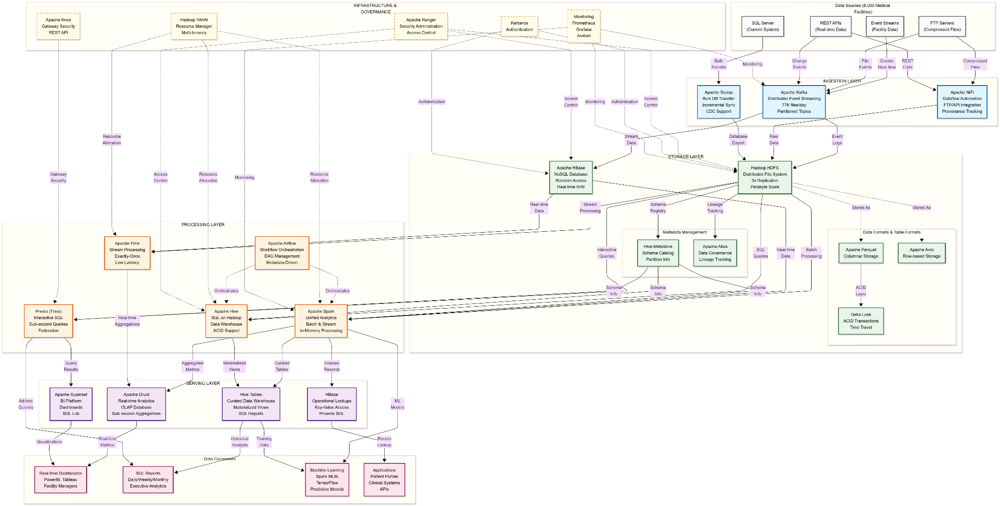 INFRASTRUCTURE &
GOVERNANCE
Apache Knox
Gateway Security
REST API
Hadoop YARN
Resource Manager
Multi-tenancy
Apache Ranger
Security Administration
Access Control
Kerberos
Authentication
Monitoring
Prometheus
Grafana
Ambari
Data Sources (8,000 Medical
Facilities)
SQL Server
(Current System)
REST APIs
(Real-time Data)
Event Streams
(Facility Data)
FTP Servers
(Compressed Files)
Bulk
Transfer
Monitoring
Change
Events
File
Events
Events
Real-time
REST
Calls
Compressed
Files
INGESTION LAYER
Apache Sqoop
Bulk DB Transfer
Incremental Sync
CDC Support
Apache Kafka
Distributed Event Streaming
77K files/day
Partitioned Topics
Apache NiFi
Dataflow Automation
FTP/API Integration
Provenance Tracking
Authentication
Access
Control
Monitoring
Authentication
Access
Control
Resource
Allocation
Stream
Data
Database
Export
Raw
Data
Event
Logs
STORAGE LAYER
Apache HBase
NoSQL Database
Random Access
Real-time R/W
Hadoop HDFS
Distributed File System
3x Replication
Petabyte Scale
Gateway
Security
Access
Control
Resource
Allocation
Monitoring
Resource
Allocation
Real-time
Data
Stream
Processing
Schema
Registry
Lineage
Tracking
Stored As
Stored As
PROCESSING LAYER
Apache Flink
Stream Processing
Exactly-Once
Low Latency
Apache Airflow
Workflow Orchestration
DAG Management
Metadata-Driven
Metadata Management
Hive Metastore
Schema Catalog
Partition Info
Apache Atlas
Data Governance
Lineage Tracking
Interactive
Queries
SQL
Queries
Real-time
Data
Batch
Processing
Data Formats & Table Formats
Apache Parquet
Columnar Storage
Apache Avro
Row-based Storage
Orchestrates
Orchestrates
Schema
Info
Schema
Info
Schema
Info
ACID
Layer
Presto (Trino)
Interactive SQL
Sub-second Queries
Federation
Real-time
Aggregations
Apache Hive
SQL on Hadoop
Data Warehouse
ACID Support
Apache Spark
Unified Analytics
Batch & Stream
In-Memory Processing
Delta Lake
ACID Transactions
Time Travel
Query
Results
Aggregated
Metrics
Materialized
Views
Curated
Tables
Indexed
Records
SERVING LAYER
Ad-hoc
Queries
Apache Superset
BI Platform
Dashboards
SQL Lab
Apache Druid
Real-time Analytics
OLAP Database
Sub-second Aggregations
Hive Tables
Curated Data Warehouse
Materialized Views
SQL Reports
HBase
Operational Lookups
Key-Value Access
Phoenix SQL
ML
Models
Visualizations
Real-time
Metrics
Historical
Analysis
Training
Data
Record
Lookup
Data Consumers
Real-time Dashboards
PowerBI, Tableau
Facility Managers
SQL Reports
Daily/Weekly/Monthly
Executive Analytics
Machine Learning
Spark MLlib
TensorFlow
Predictive Models
Applications
Patient Portals
Clinical Systems
APIs